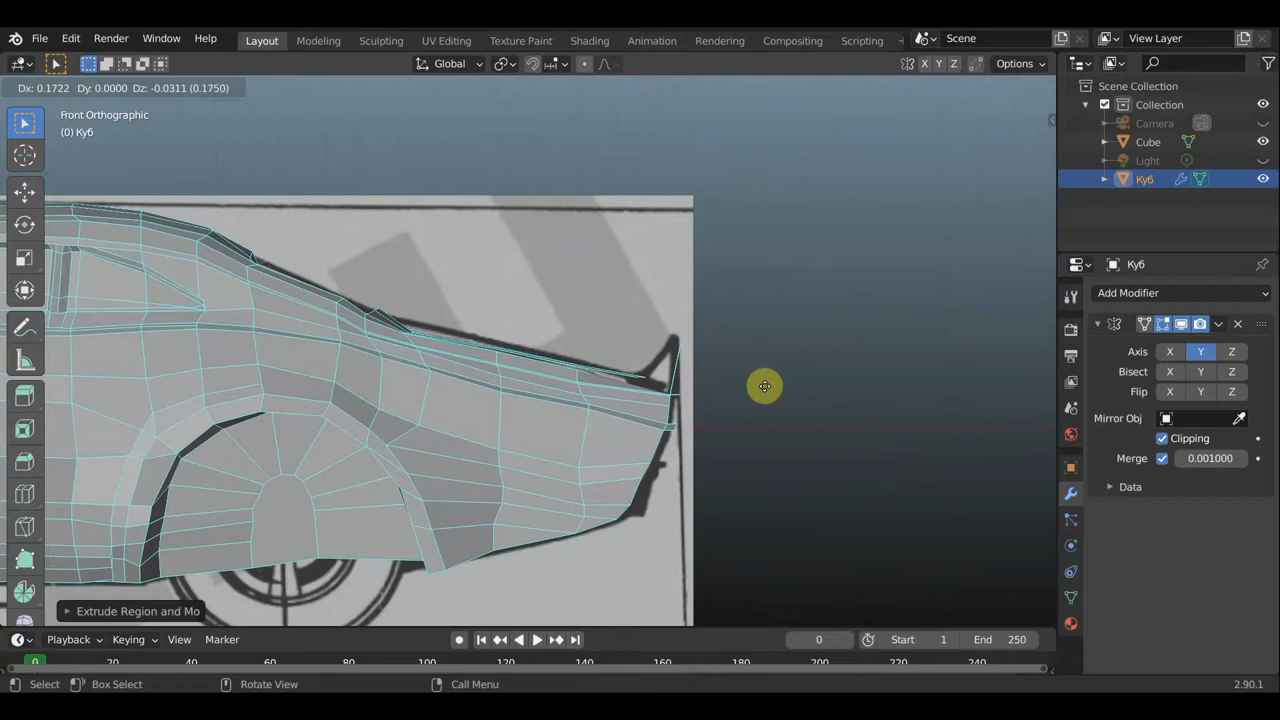 File Edit Render Window Help Layout Modeling Sculpting UV Editing Texture Paint Shading Animation Rendering Compositing Scripting Scene View Layer
Global X Y Z Options
Dx: 0.1722 Dy: 0.0000 Dz: -0.0311 (0.1750)
Front Orthographic
(0) Куб
Scene Collection
Collection
Camera
Cube
Light
Куб
Куб
Add Modifier
Axis X Y Z
Bisect X Y Z
Flip X Y Z
Mirror Obj
Clipping
Merge 0.001000
Data
Extrude Region and Mo
Playback Keying View Marker 0 Start 1 End 250
0 20 40 60 80 100 120 140 160 180 200 220 240
Select Box Select Rotate View Call Menu 2.90.1